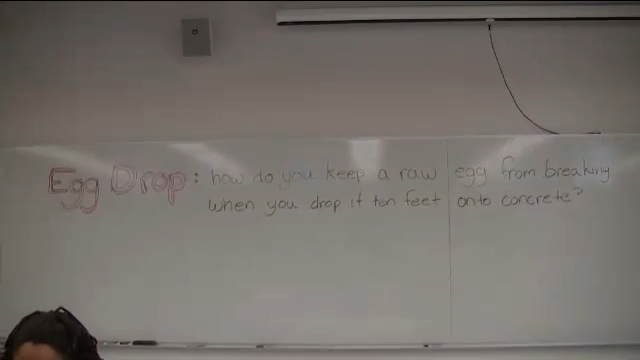 Egg Drop: how do you keep a raw egg from breaking
when you drop it ten feet onto concrete?